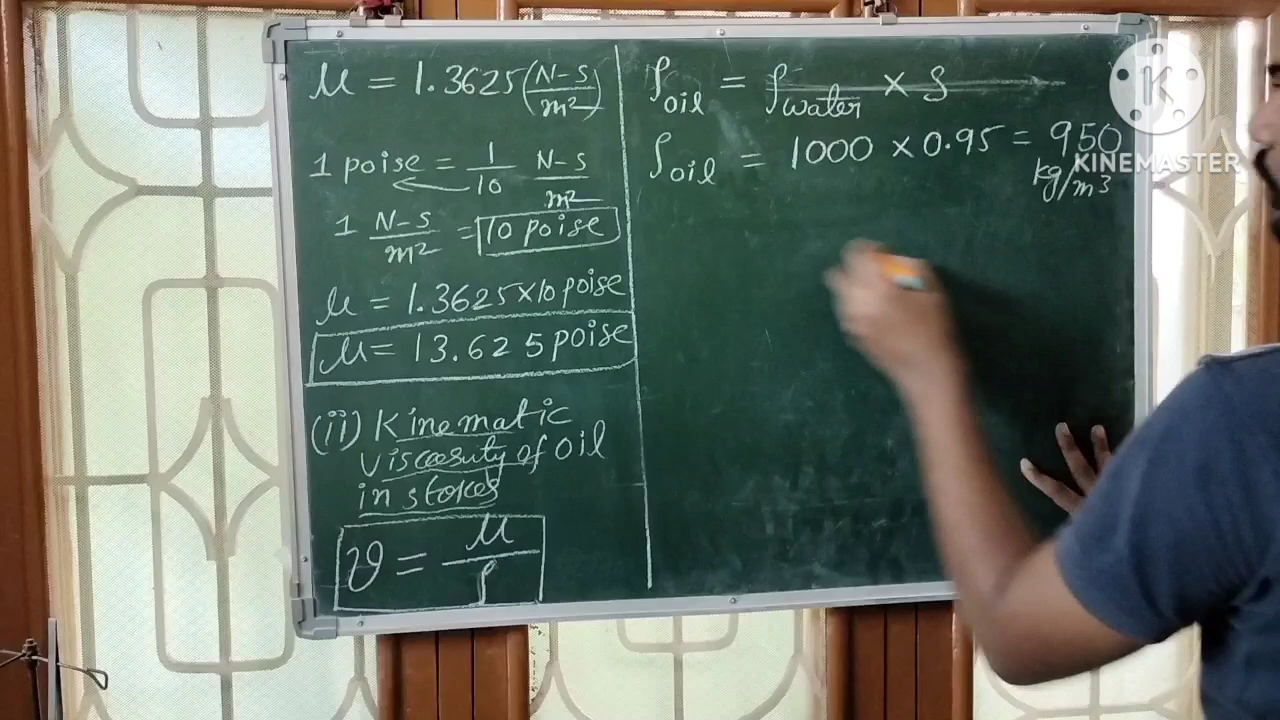 μ = 1.3625 (N-S/m²)
1 poise = 1/10 N-S/m²
1 N-S/m² = 10 poise
μ = 1.3625×10 poise
μ = 13.625 poise
(ii) Kinematic
Viscosity of oil
in stokes
ϑ = μ/ρ
ρoil = ρwater × S
ρoil = 1000 × 0.95 = 950
kg/m³
K
KINEMASTER